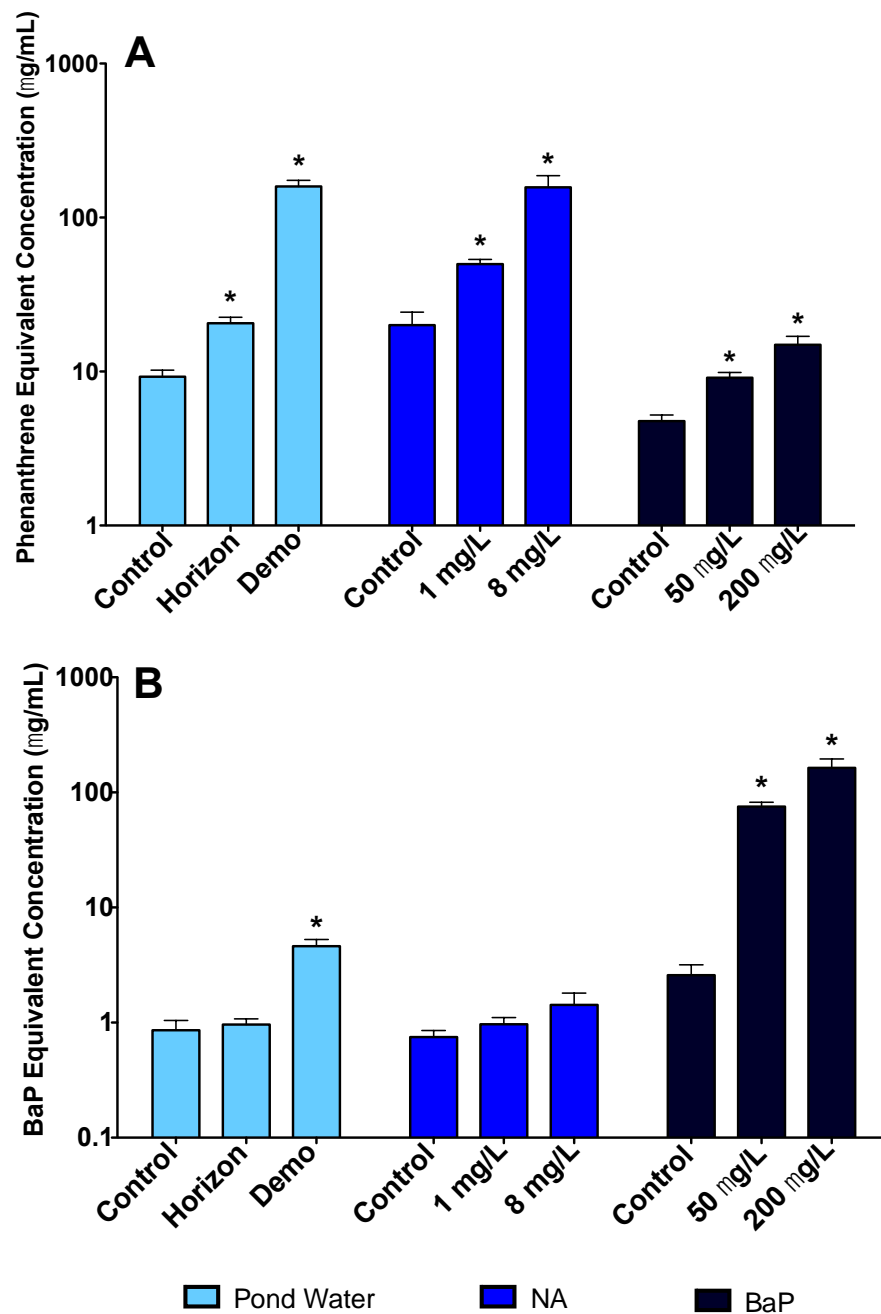 A
Phenanthrene Equivalent Concentration (mg/mL)
1000
100
10
1
* * * * * *
Control Horizon Demo Control 1 mg/L 8 mg/L Control 50 mg/L 200 mg/L
B
BaP Equivalent Concentration (mg/mL)
1000
100
10
1
0.1
* * *
Control Horizon Demo Control 1 mg/L 8 mg/L Control 50 mg/L 200 mg/L
Pond Water NA BaP